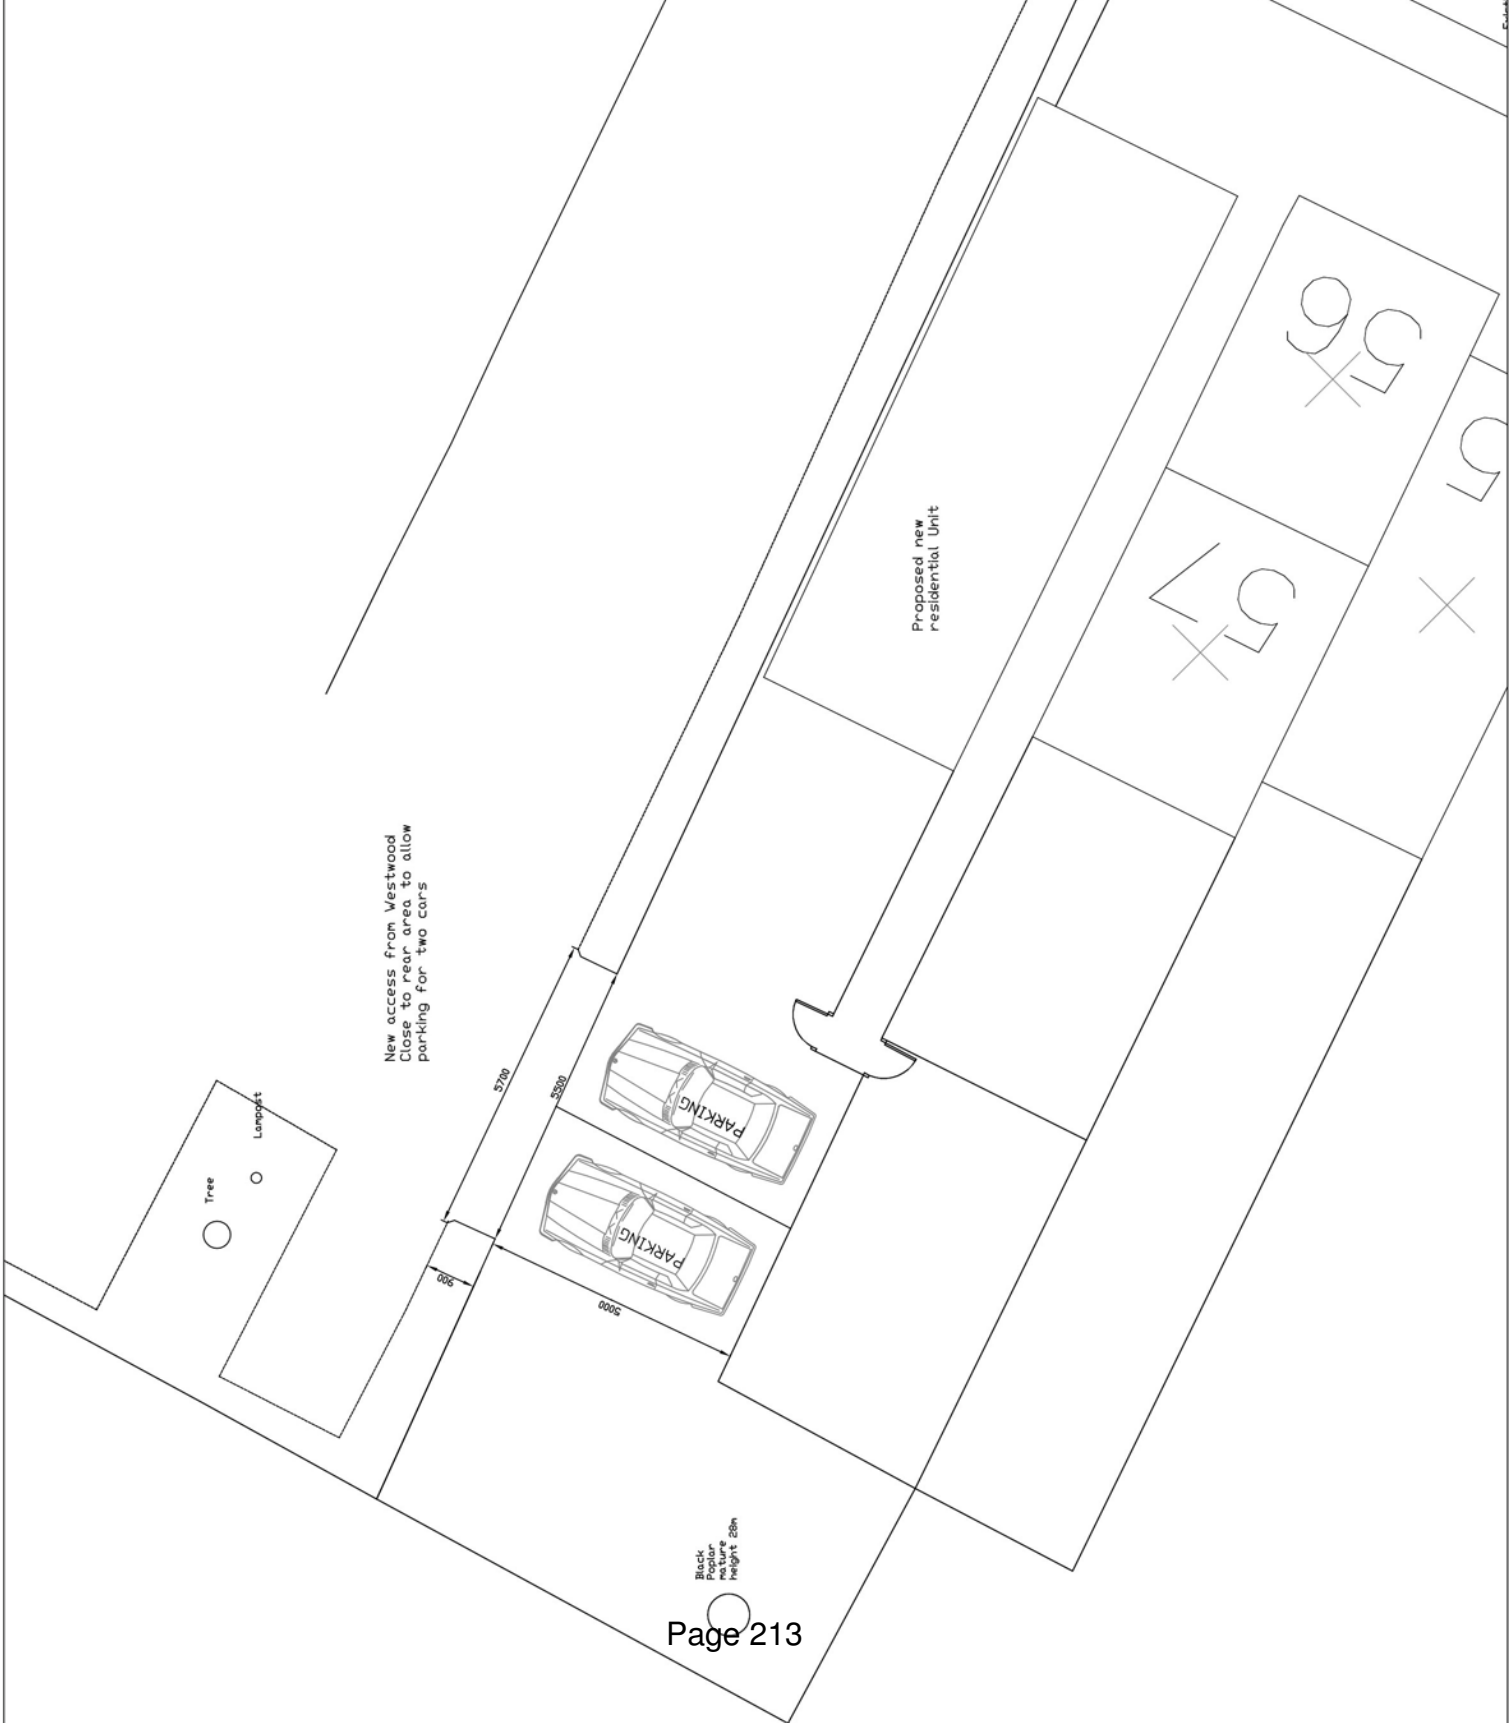 56
5
57
Proposed new
residential Unit
New access from Westwood
Close to rear area to allow
parking for two cars
5700
5500
PARKING
PARKING
Lampost
Tree
900
5000
Black
Poplar
mature
height 28m
Page 213